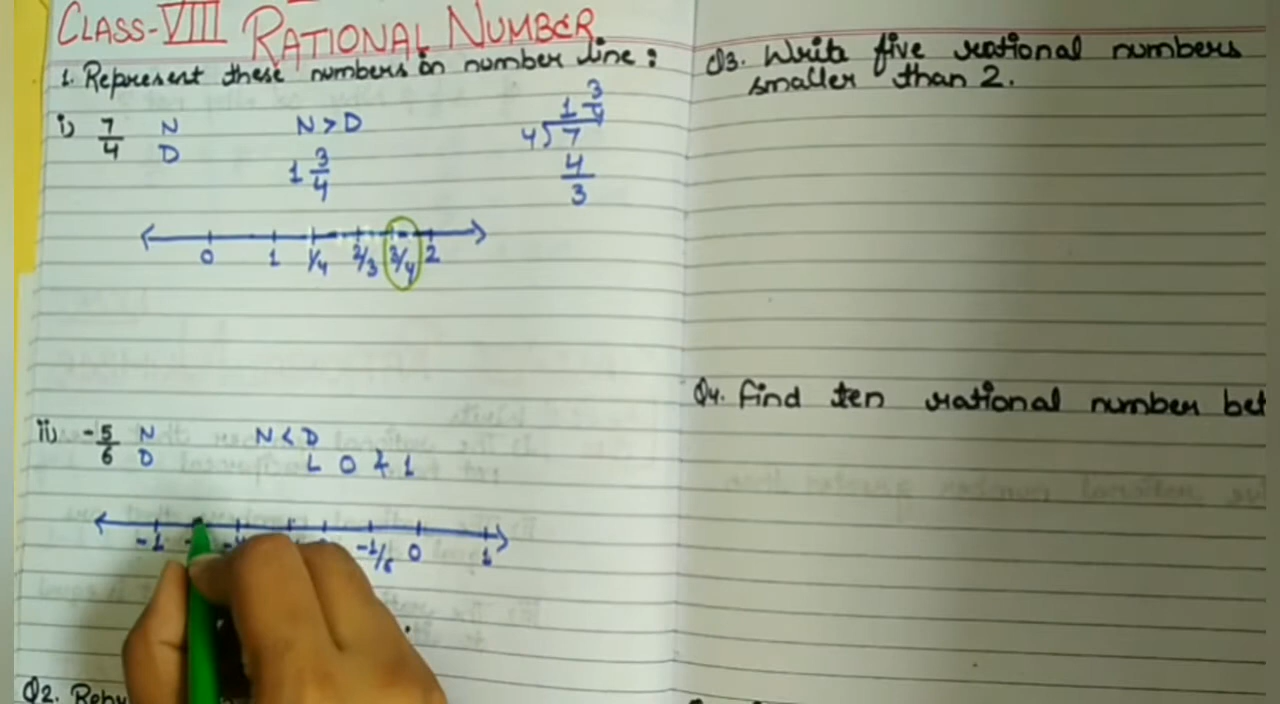 CLASS-VIII RATIONAL NUMBER
1. Represent these numbers on number line:
i) 7/4 N D N > D 1 3/4
4) 7 1 3/4
4
3
0 1 1/4 2/3 3/4 2
ii) -5/6 N D N < D
L 0 & 1
-1 -1/6 0 1
Q2.
Q3. Write five rational numbers
smaller than 2.
Q4. Find ten rational number bet